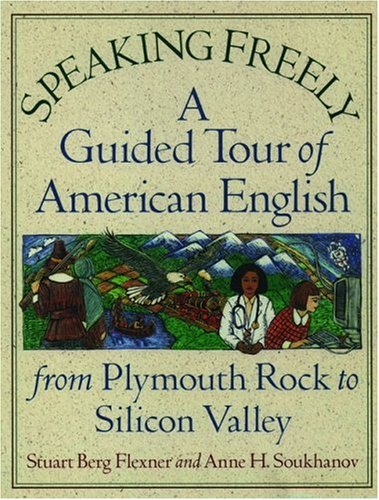 SPEAKING FREELY
A
Guided Tour of
American English
from Plymouth Rock to
Silicon Valley
Stuart Berg Flexner and Anne H. Soukhanov